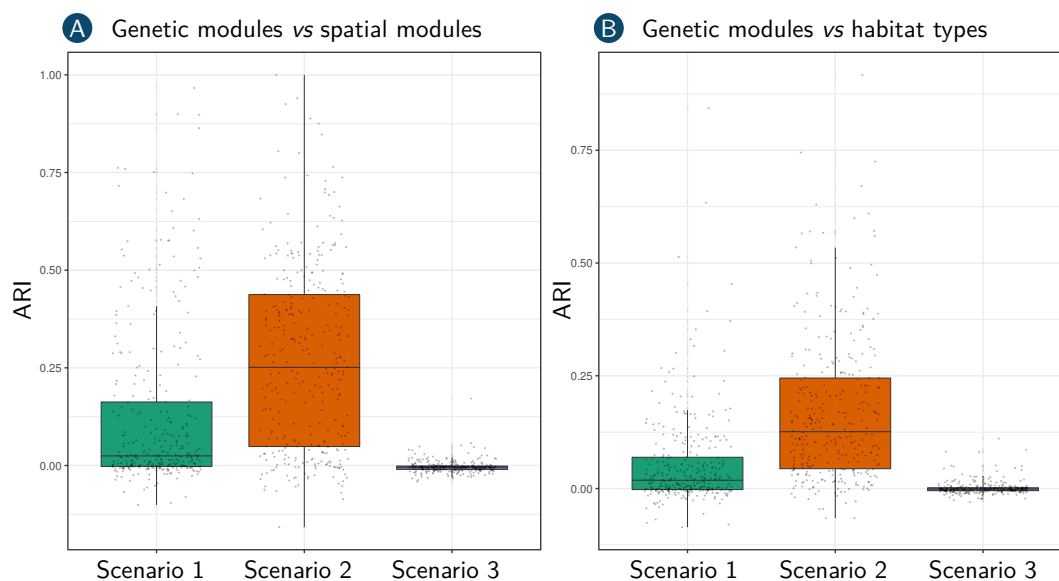 A Genetic modules vs spatial modules
ARI
1.00
0.75
0.50
0.25
0.00
Scenario 1 Scenario 2 Scenario 3
B Genetic modules vs habitat types
ARI
0.75
0.50
0.25
0.00
Scenario 1 Scenario 2 Scenario 3